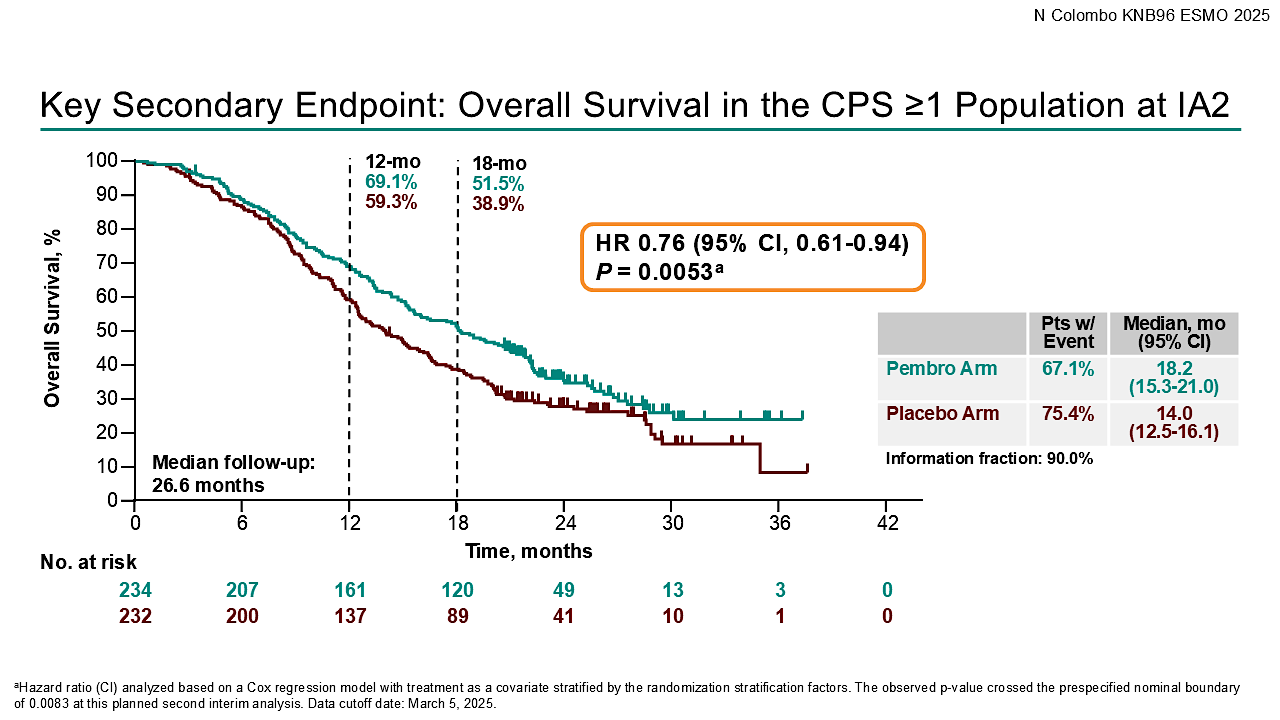 N Colombo KNB96 ESMO 2025
Key Secondary Endpoint: Overall Survival in the CPS ≥1 Population at IA2
Overall Survival, %
100
90
80
70
60
50
40
30
20
10
0
12-mo
69.1%
59.3%
18-mo
51.5%
38.9%
HR 0.76 (95% CI, 0.61-0.94)
P = 0.0053ᵃ
Pts w/ Event
Median, mo (95% CI)
Pembro Arm 67.1% 18.2 (15.3-21.0)
Placebo Arm 75.4% 14.0 (12.5-16.1)
Information fraction: 90.0%
Median follow-up:
26.6 months
0 6 12 18 24 30 36 42
Time, months
No. at risk
234 207 161 120 49 13 3 0
232 200 137 89 41 10 1 0
ᵃHazard ratio (CI) analyzed based on a Cox regression model with treatment as a covariate stratified by the randomization stratification factors. The observed p-value crossed the prespecified nominal boundary
of 0.0083 at this planned second interim analysis. Data cutoff date: March 5, 2025.